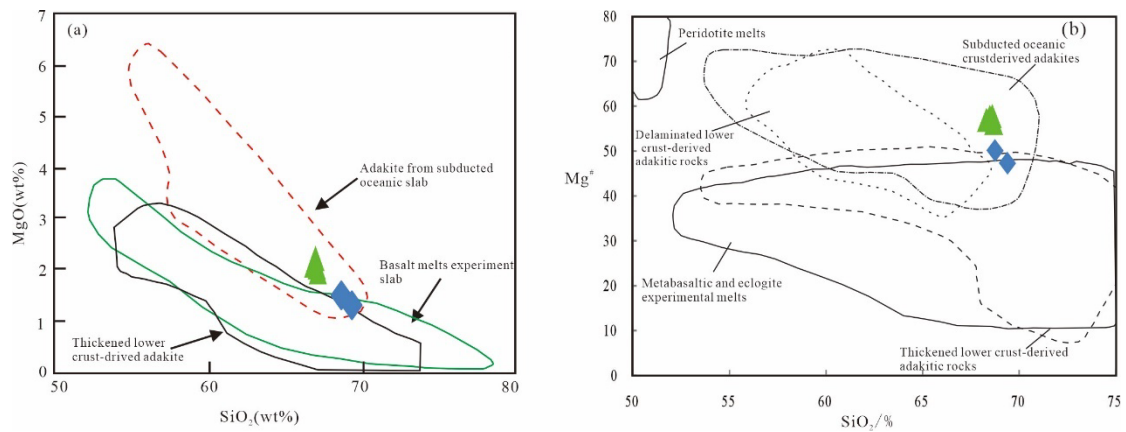 (a)
7
6
5
4
3
2
1
0
MgO(wt%)
Adakite from subducted
oceanic slab
Basalt melts experiment
slab
Thickened lower
crust-drived adakite
50
60
70
80
SiO₂(wt%)
(b)
80
70
60
50
40
30
20
10
0
Mg#
Peridotite melts
Subducted oceanic
crustderived adakites
Delaminated lower
crust-derived
adakitic rocks
Metabasaltic and eclogite
experimental melts
Thickened lower crust-derived
adakitic rocks
50
55
60
65
70
75
SiO₂/%